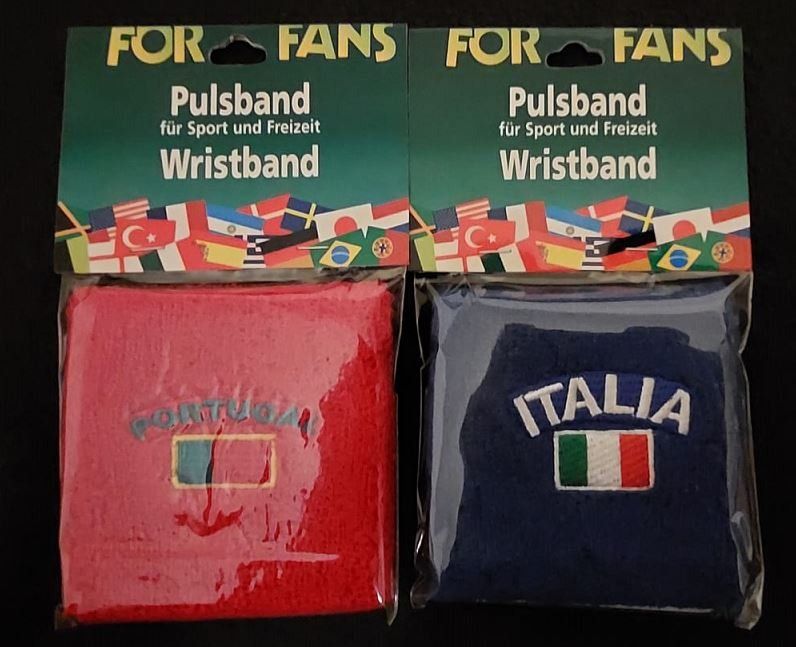 FOR FANS
Pulsband
für Sport und Freizeit
Wristband
PORTUGAL
FOR FANS
Pulsband
für Sport und Freizeit
Wristband
ITALIA